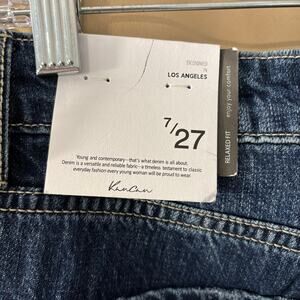 DESIGNED
IN
LOS ANGELES
7/27
Young and contemporary-that's what denim is all about.
Denim is a versatile and reliable fabric-a timeless testament to classic
everyday fashion every young woman will be proud to wear.
KanCan
enjoy your comfort
RELAXED FIT